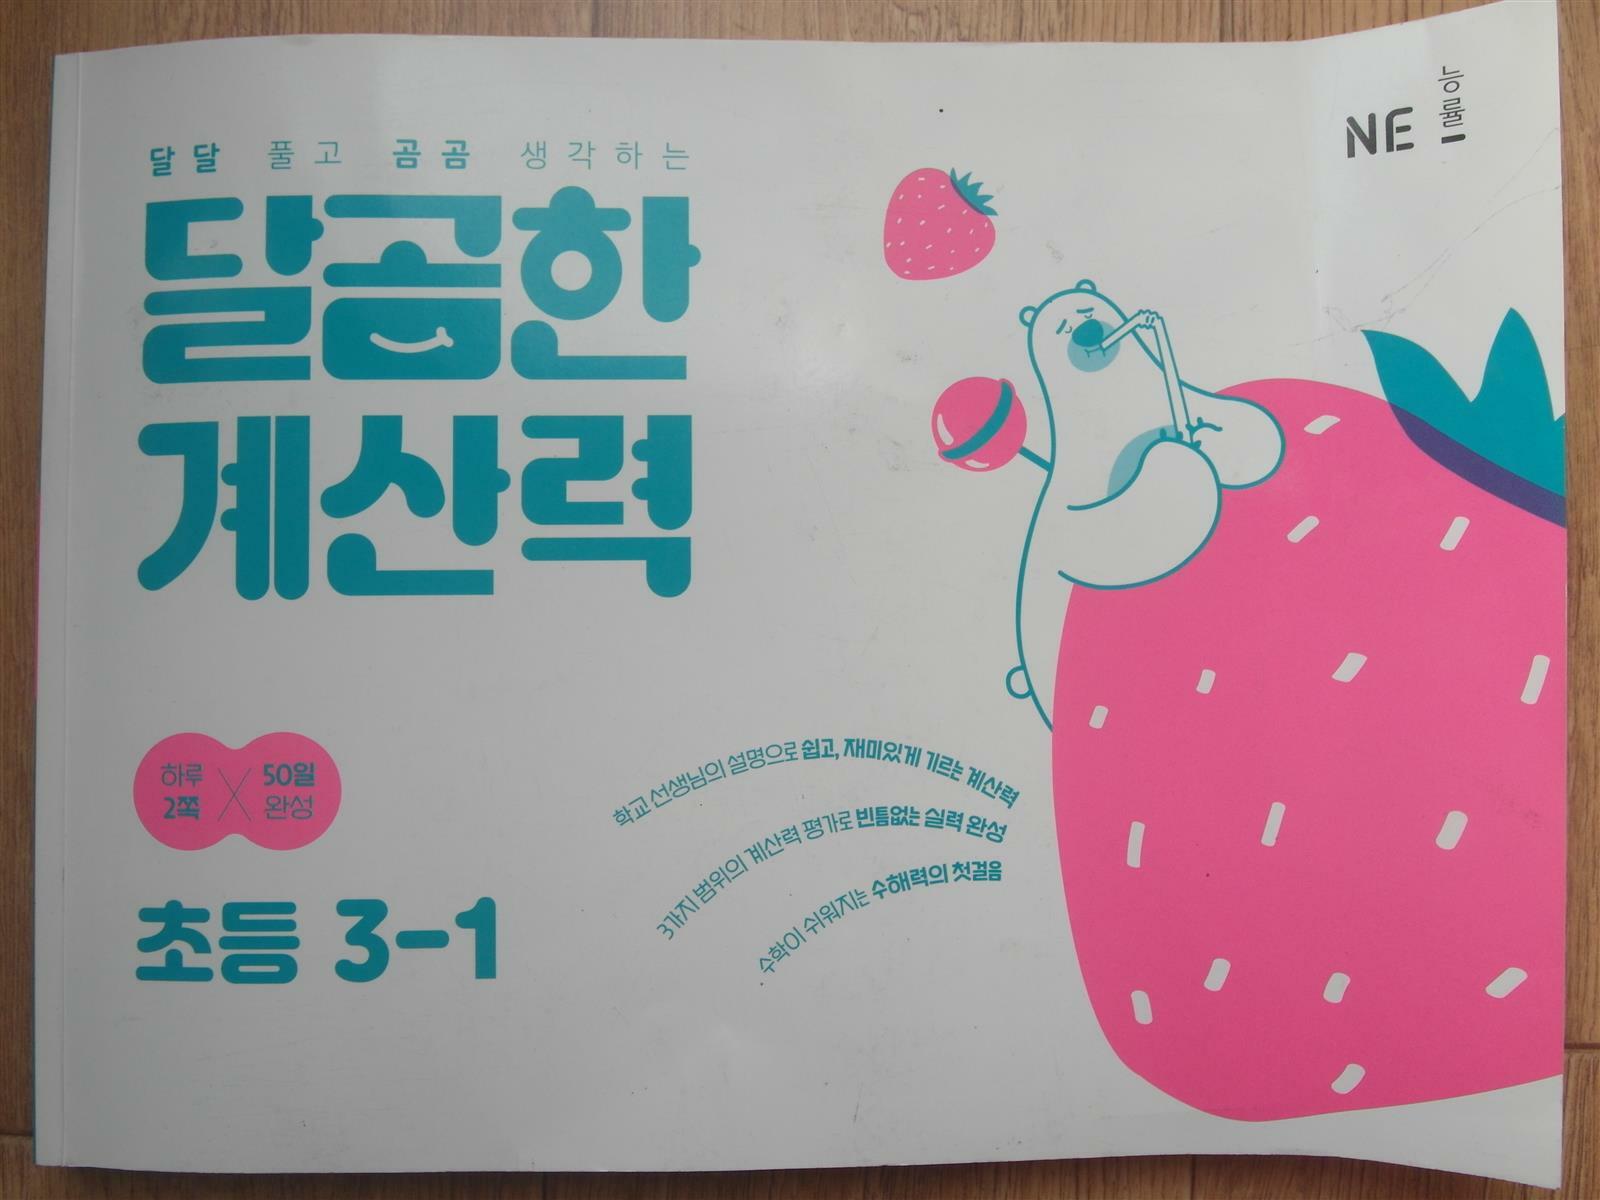 NE 능률
달달 풀고 곰곰 생각하는
달곰한
계산력
하루
2쪽
50일
완성
학교 선생님의 설명으로 쉽고, 재미있게 기르는 계산력
3가지 범위의 계산력 평가로 빈틈없는 실력 완성
수학이 쉬워지는 수해력의 첫걸음
초등 3-1